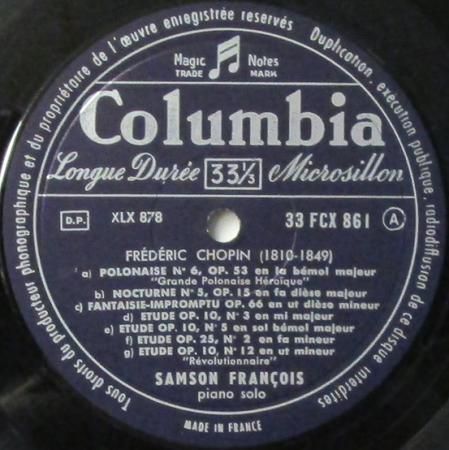 Tous droits du producteur phonographique et du propriétaire de l'œuvre enregistrée réservés
Duplication, exécution publique, radiodiffusion de ce disque interdites
Magic Notes
TRADE MARK
Columbia
Longue Durée 33⅓ Microsillon
D.P. XLX 878 33 FCX 861 A
FRÉDÉRIC CHOPIN (1810-1849)
a) POLONAISE N° 6, OP. 53 en la bémol majeur
"Grande Polonaise Héroïque"
b) NOCTURNE N° 5, OP. 15 en fa dièse majeur
c) FANTAISIE-IMPROMPTU OP. 66 en ut dièse mineur
d) ETUDE OP. 10, N° 3 en mi majeur
e) ETUDE OP. 10, N° 5 en sol bémol majeur
f) ETUDE OP. 25, N° 2 en fa mineur
g) ETUDE OP. 10, N° 12 en ut mineur
"Révolutionnaire"
SAMSON FRANÇOIS
piano solo
MADE IN FRANCE